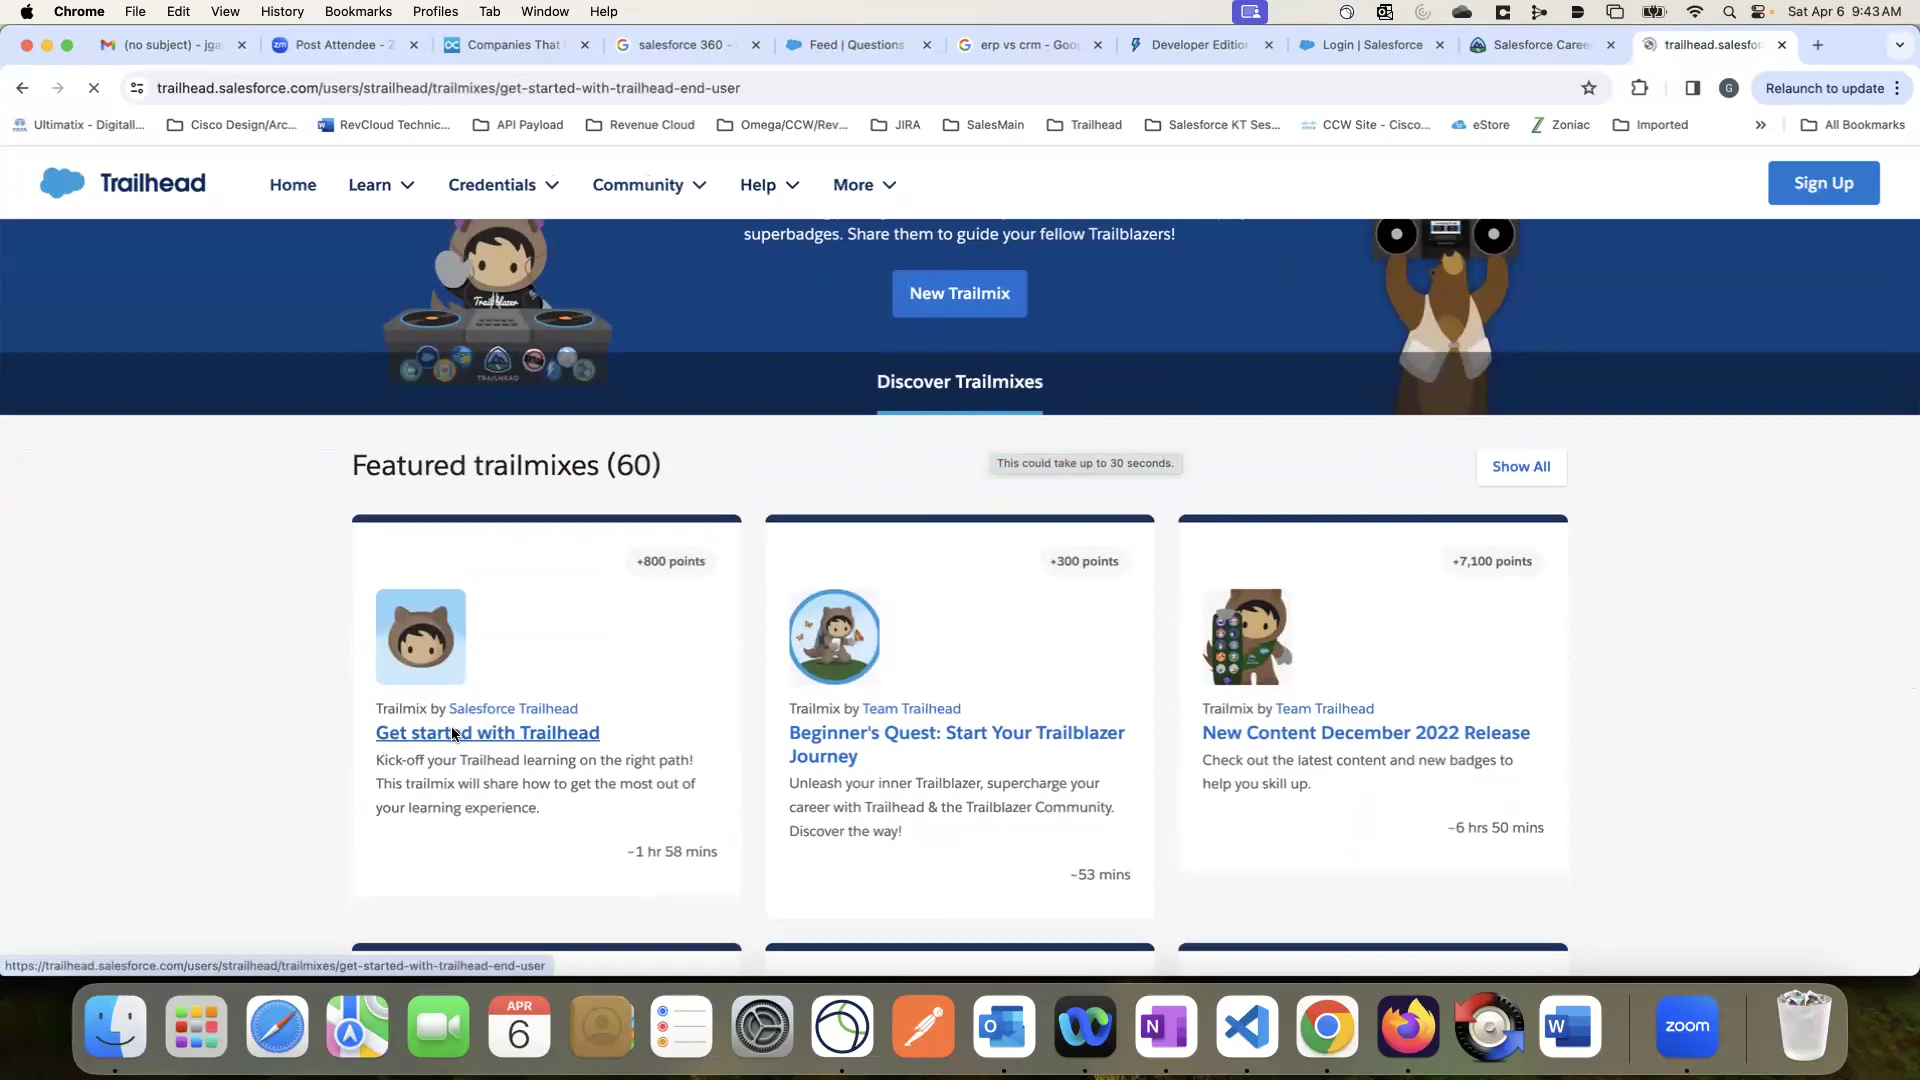 Chrome File Edit View History Bookmarks Profiles Tab Window Help Sat Apr 6 9:43 AM
(no subject) - jga Post Attendee - Z Companies That salesforce 360 - Feed | Questions erp vs crm - Goo Developer Editio Login | Salesforce Salesforce Caree trailhead.salesfo
trailhead.salesforce.com/users/strailhead/trailmixes/get-started-with-trailhead-end-user G Relaunch to update
Ultimatix - Digitall... Cisco Design/Arc... RevCloud Technic... API Payload Revenue Cloud Omega/CCW/Rev... JIRA SalesMain Trailhead Salesforce KT Ses... CCW Site - Cisco... eStore Zoniac Imported All Bookmarks
Trailhead Home Learn Credentials Community Help More Sign Up
superbadges. Share them to guide your fellow Trailblazers!
New Trailmix
Trailblazer
TRAILHEAD
Discover Trailmixes
Featured trailmixes (60)
This could take up to 30 seconds.
Show All
+800 points
Trailmix by Salesforce Trailhead
Get started with Trailhead
Kick-off your Trailhead learning on the right path!
This trailmix will share how to get the most out of
your learning experience.
~1 hr 58 mins
+300 points
Trailmix by Team Trailhead
Beginner's Quest: Start Your Trailblazer
Journey
Unleash your inner Trailblazer, supercharge your
career with Trailhead & the Trailblazer Community.
Discover the way!
~53 mins
+7,100 points
Trailmix by Team Trailhead
New Content December 2022 Release
Check out the latest content and new badges to
help you skill up.
~6 hrs 50 mins
https://trailhead.salesforce.com/users/strailhead/trailmixes/get-started-with-trailhead-end-user
APR
6
zoom